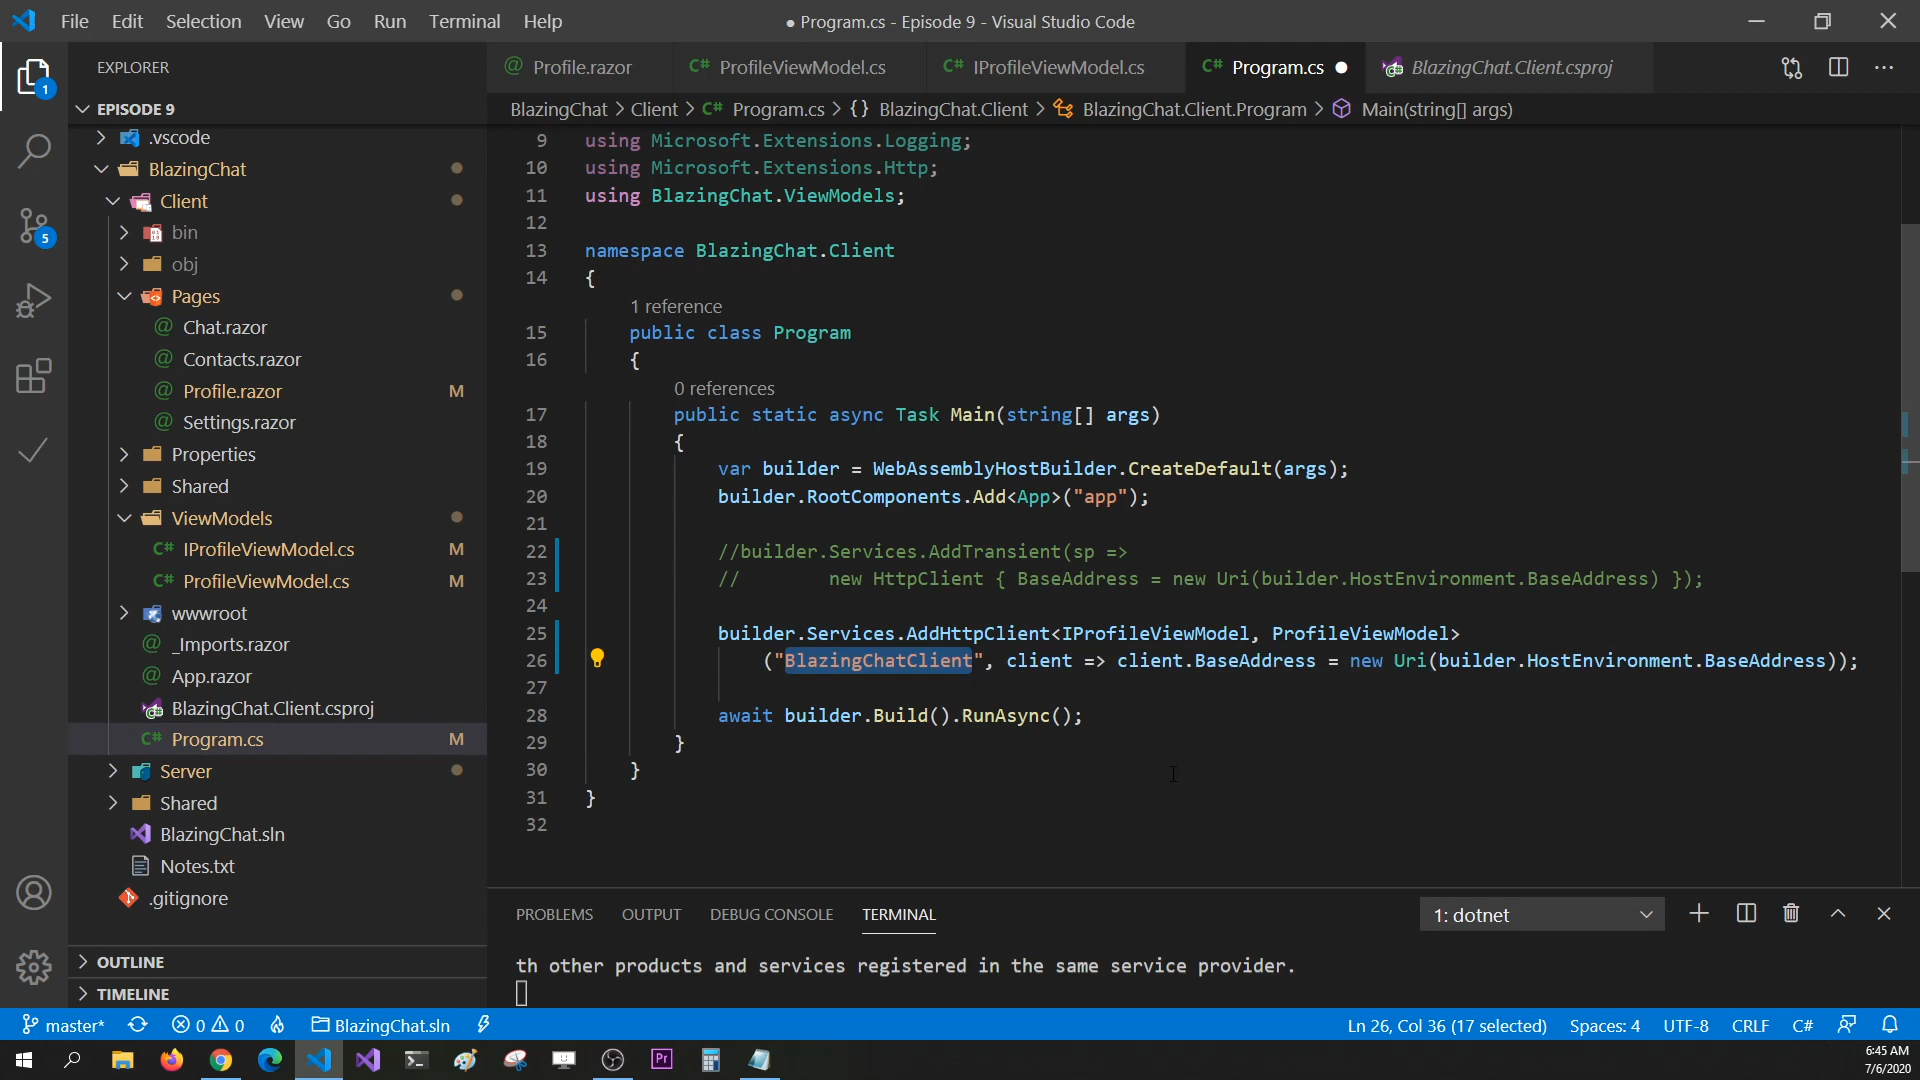 File Edit Selection View Go Run Terminal Help
● Program.cs - Episode 9 - Visual Studio Code
EXPLORER
EPISODE 9
.vscode
BlazingChat
Client
bin
obj
Pages
Chat.razor
Contacts.razor
Profile.razor M
Settings.razor
Properties
Shared
ViewModels
C# IProfileViewModel.cs M
C# ProfileViewModel.cs M
wwwroot
_Imports.razor
App.razor
BlazingChat.Client.csproj
C# Program.cs M
Server
Shared
BlazingChat.sln
Notes.txt
.gitignore
OUTLINE
TIMELINE
1
5
@ Profile.razor C# ProfileViewModel.cs C# IProfileViewModel.cs C# Program.cs ● BlazingChat.Client.csproj
BlazingChat > Client > C# Program.cs > {} BlazingChat.Client > BlazingChat.Client.Program > Main(string[] args)
9 using Microsoft.Extensions.Logging;
10 using Microsoft.Extensions.Http;
11 using BlazingChat.ViewModels;
12
13 namespace BlazingChat.Client
14 {
1 reference
15 public class Program
16 {
0 references
17 public static async Task Main(string[] args)
18 {
19 var builder = WebAssemblyHostBuilder.CreateDefault(args);
20 builder.RootComponents.Add<App>("app");
21
22 //builder.Services.AddTransient(sp =>
23 // new HttpClient { BaseAddress = new Uri(builder.HostEnvironment.BaseAddress) });
24
25 builder.Services.AddHttpClient<IProfileViewModel, ProfileViewModel>
26 ("BlazingChatClient", client => client.BaseAddress = new Uri(builder.HostEnvironment.BaseAddress));
27
28 await builder.Build().RunAsync();
29 }
30 }
31 }
32
PROBLEMS OUTPUT DEBUG CONSOLE TERMINAL 1: dotnet
th other products and services registered in the same service provider.
master* 0 0 BlazingChat.sln Ln 26, Col 36 (17 selected) Spaces: 4 UTF-8 CRLF C#
Pr
6:45 AM
7/6/2020